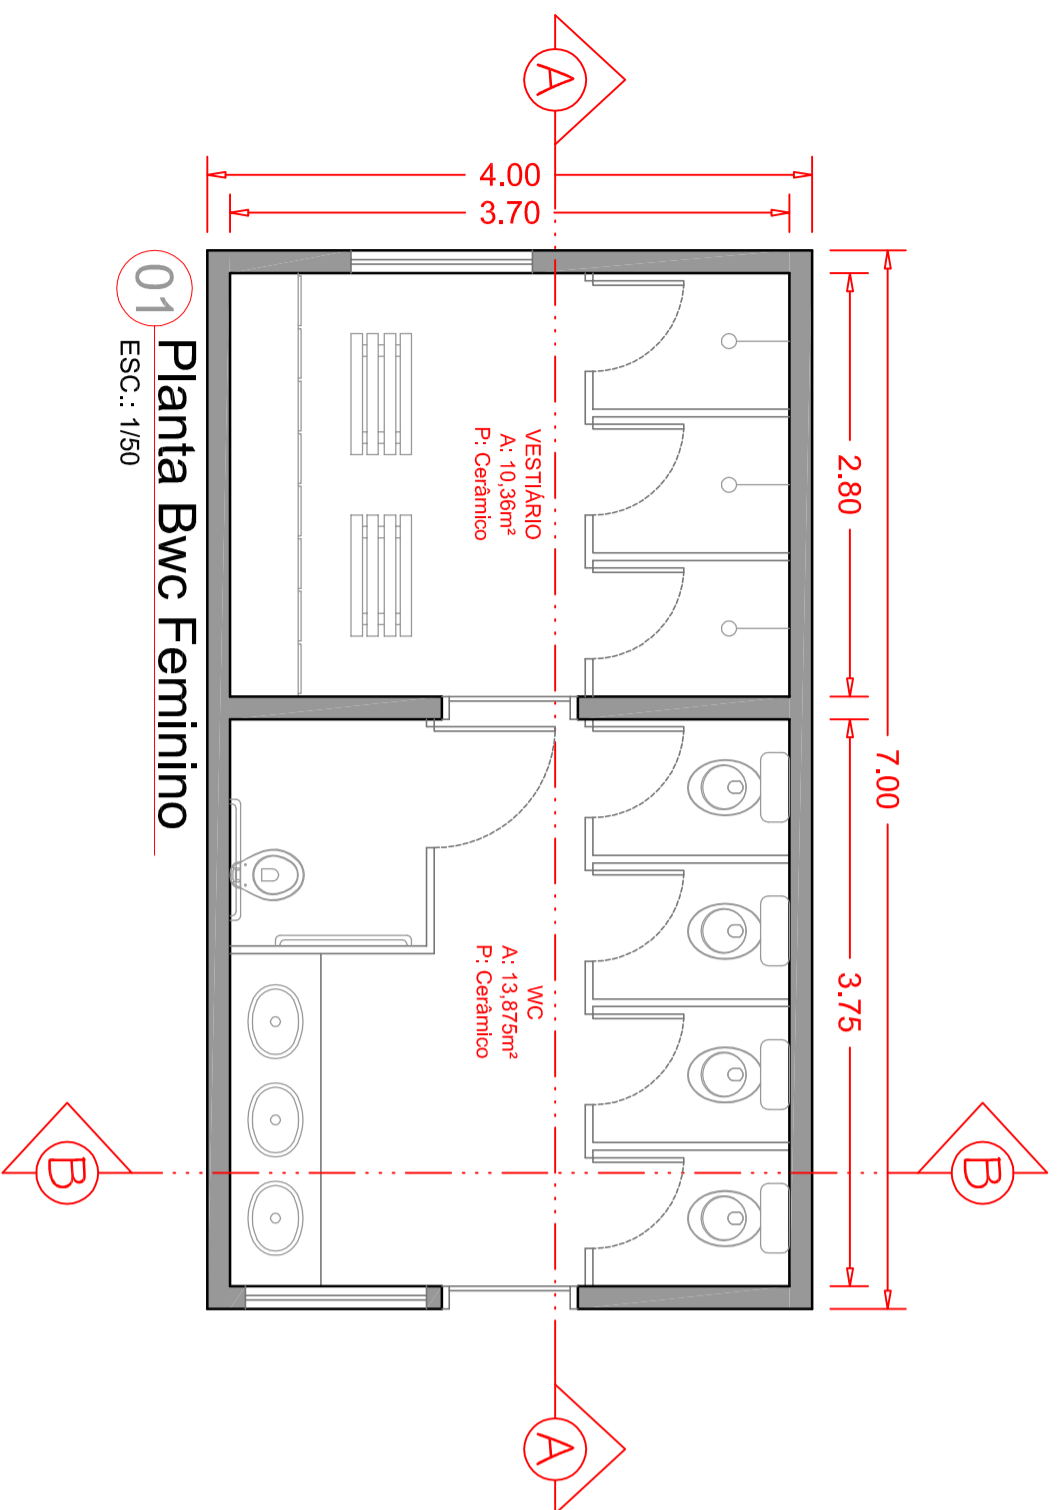 A
4.00
3.70
7.00
2.80
3.75
VESTIÁRIO
A: 10,36m²
P: Cerâmico
WC
A: 13,875m²
P: Cerâmico
B
B
A
01
Planta Bwc Feminino
ESC.: 1/50